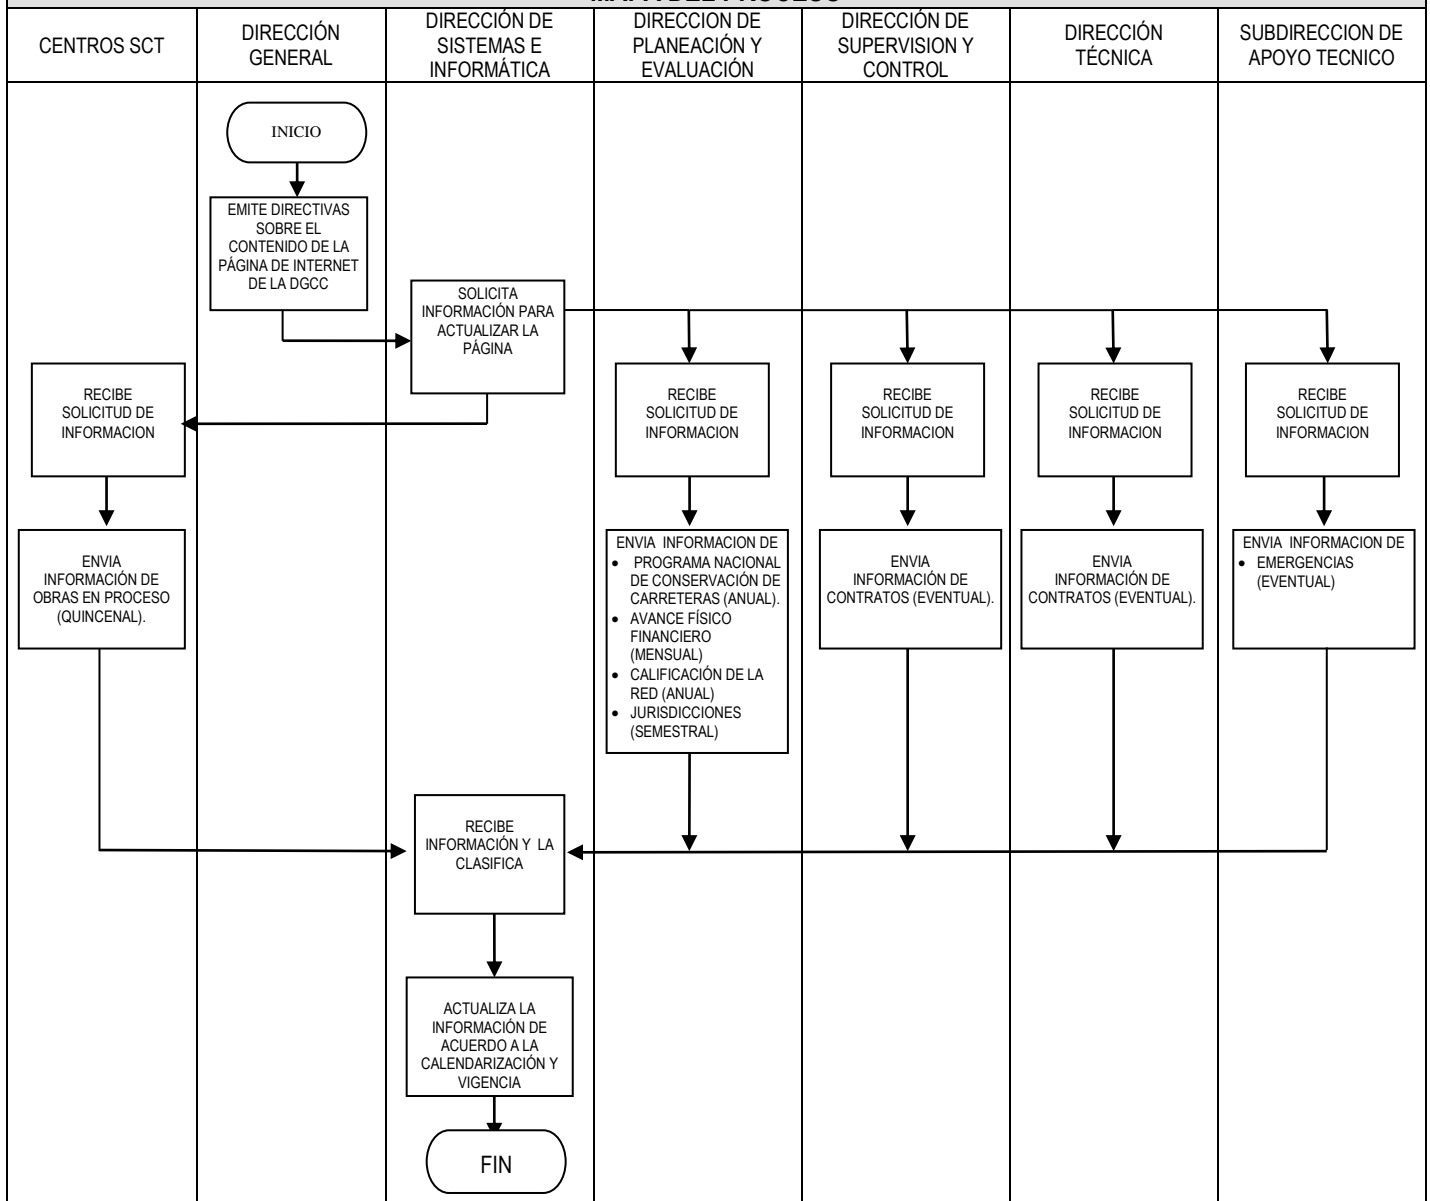 MAPA DEL PROCESO
CENTROS SCT
DIRECCIÓN
GENERAL
DIRECCIÓN DE
SISTEMAS E
INFORMÁTICA
DIRECCION DE
PLANEACIÓN Y
EVALUACIÓN
DIRECCIÓN DE
SUPERVISION Y
CONTROL
DIRECCIÓN
TÉCNICA
SUBDIRECCION DE
APOYO TECNICO
INICIO
EMITE DIRECTIVAS
SOBRE EL
CONTENIDO DE LA
PÁGINA DE INTERNET
DE LA DGCC
SOLICITA
INFORMACIÓN PARA
ACTUALIZAR LA
PÁGINA
RECIBE
SOLICITUD DE
INFORMACION
RECIBE
SOLICITUD DE
INFORMACION
RECIBE
SOLICITUD DE
INFORMACION
RECIBE
SOLICITUD DE
INFORMACION
RECIBE
SOLICITUD DE
INFORMACION
ENVIA
INFORMACIÓN DE
OBRAS EN PROCESO
(QUINCENAL).
ENVIA INFORMACION DE
• PROGRAMA NACIONAL
DE CONSERVACIÓN DE
CARRETERAS (ANUAL).
• AVANCE FÍSICO
FINANCIERO
(MENSUAL)
• CALIFICACIÓN DE LA
RED (ANUAL)
• JURISDICCIONES
(SEMESTRAL)
ENVIA
INFORMACIÓN DE
CONTRATOS (EVENTUAL).
ENVIA
INFORMACIÓN DE
CONTRATOS (EVENTUAL).
ENVIA INFORMACION DE
• EMERGENCIAS
(EVENTUAL)
RECIBE
INFORMACIÓN Y LA
CLASIFICA
ACTUALIZA LA
INFORMACIÓN DE
ACUERDO A LA
CALENDARIZACIÓN Y
VIGENCIA
FIN